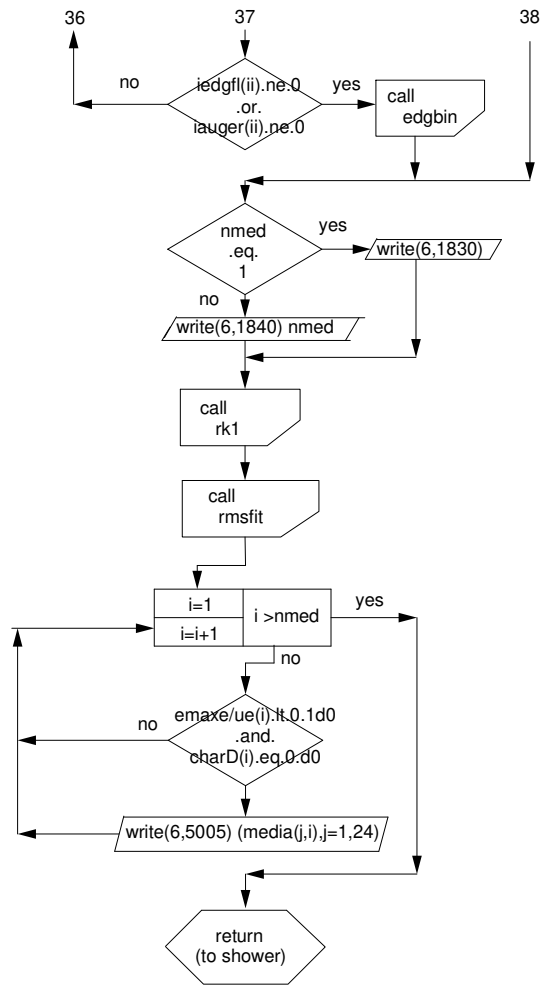 36
37
38
no
iedgfl(ii).ne.0
.or.
iauger(ii).ne.0
yes
call
edgbin
nmed
.eq.
1
yes
write(6,1830)
no
write(6,1840) nmed
call
rk1
call
rmsfit
i=1
i=i+1
i >nmed
yes
no
emaxe/ue(i).lt.0.1d0
.and.
charD(i).eq.0.d0
no
write(6,5005) (media(j,i),j=1,24)
return
(to shower)